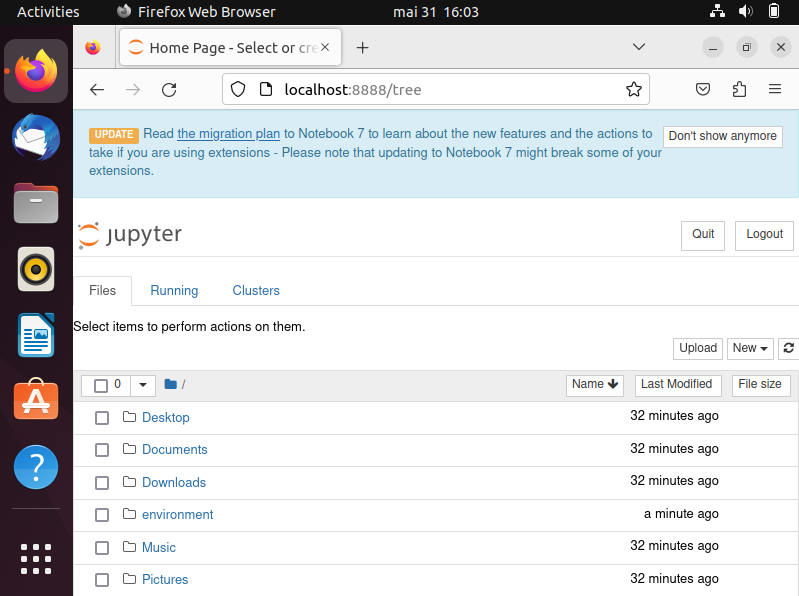 Activities Firefox Web Browser mai 31 16:03
Home Page - Select or cre
localhost:8888/tree
UPDATE Read the migration plan to Notebook 7 to learn about the new features and the actions to
take if you are using extensions - Please note that updating to Notebook 7 might break some of your
extensions.
Don't show anymore
jupyter Quit Logout
Files Running Clusters
Select items to perform actions on them.
Upload New
0 / Name Last Modified File size
Desktop 32 minutes ago
Documents 32 minutes ago
Downloads 32 minutes ago
environment a minute ago
Music 32 minutes ago
Pictures 32 minutes ago